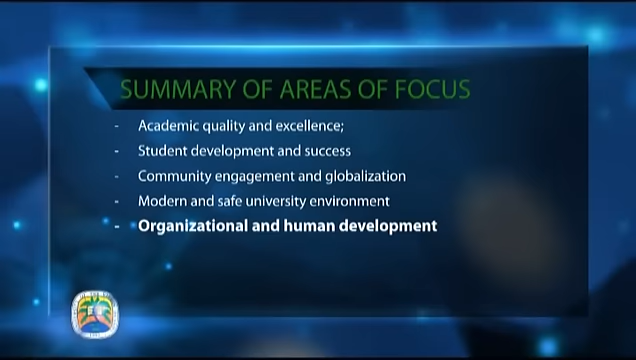 SUMMARY OF AREAS OF FOCUS
- Academic quality and excellence;
- Student development and success
- Community engagement and globalization
- Modern and safe university environment
- Organizational and human development